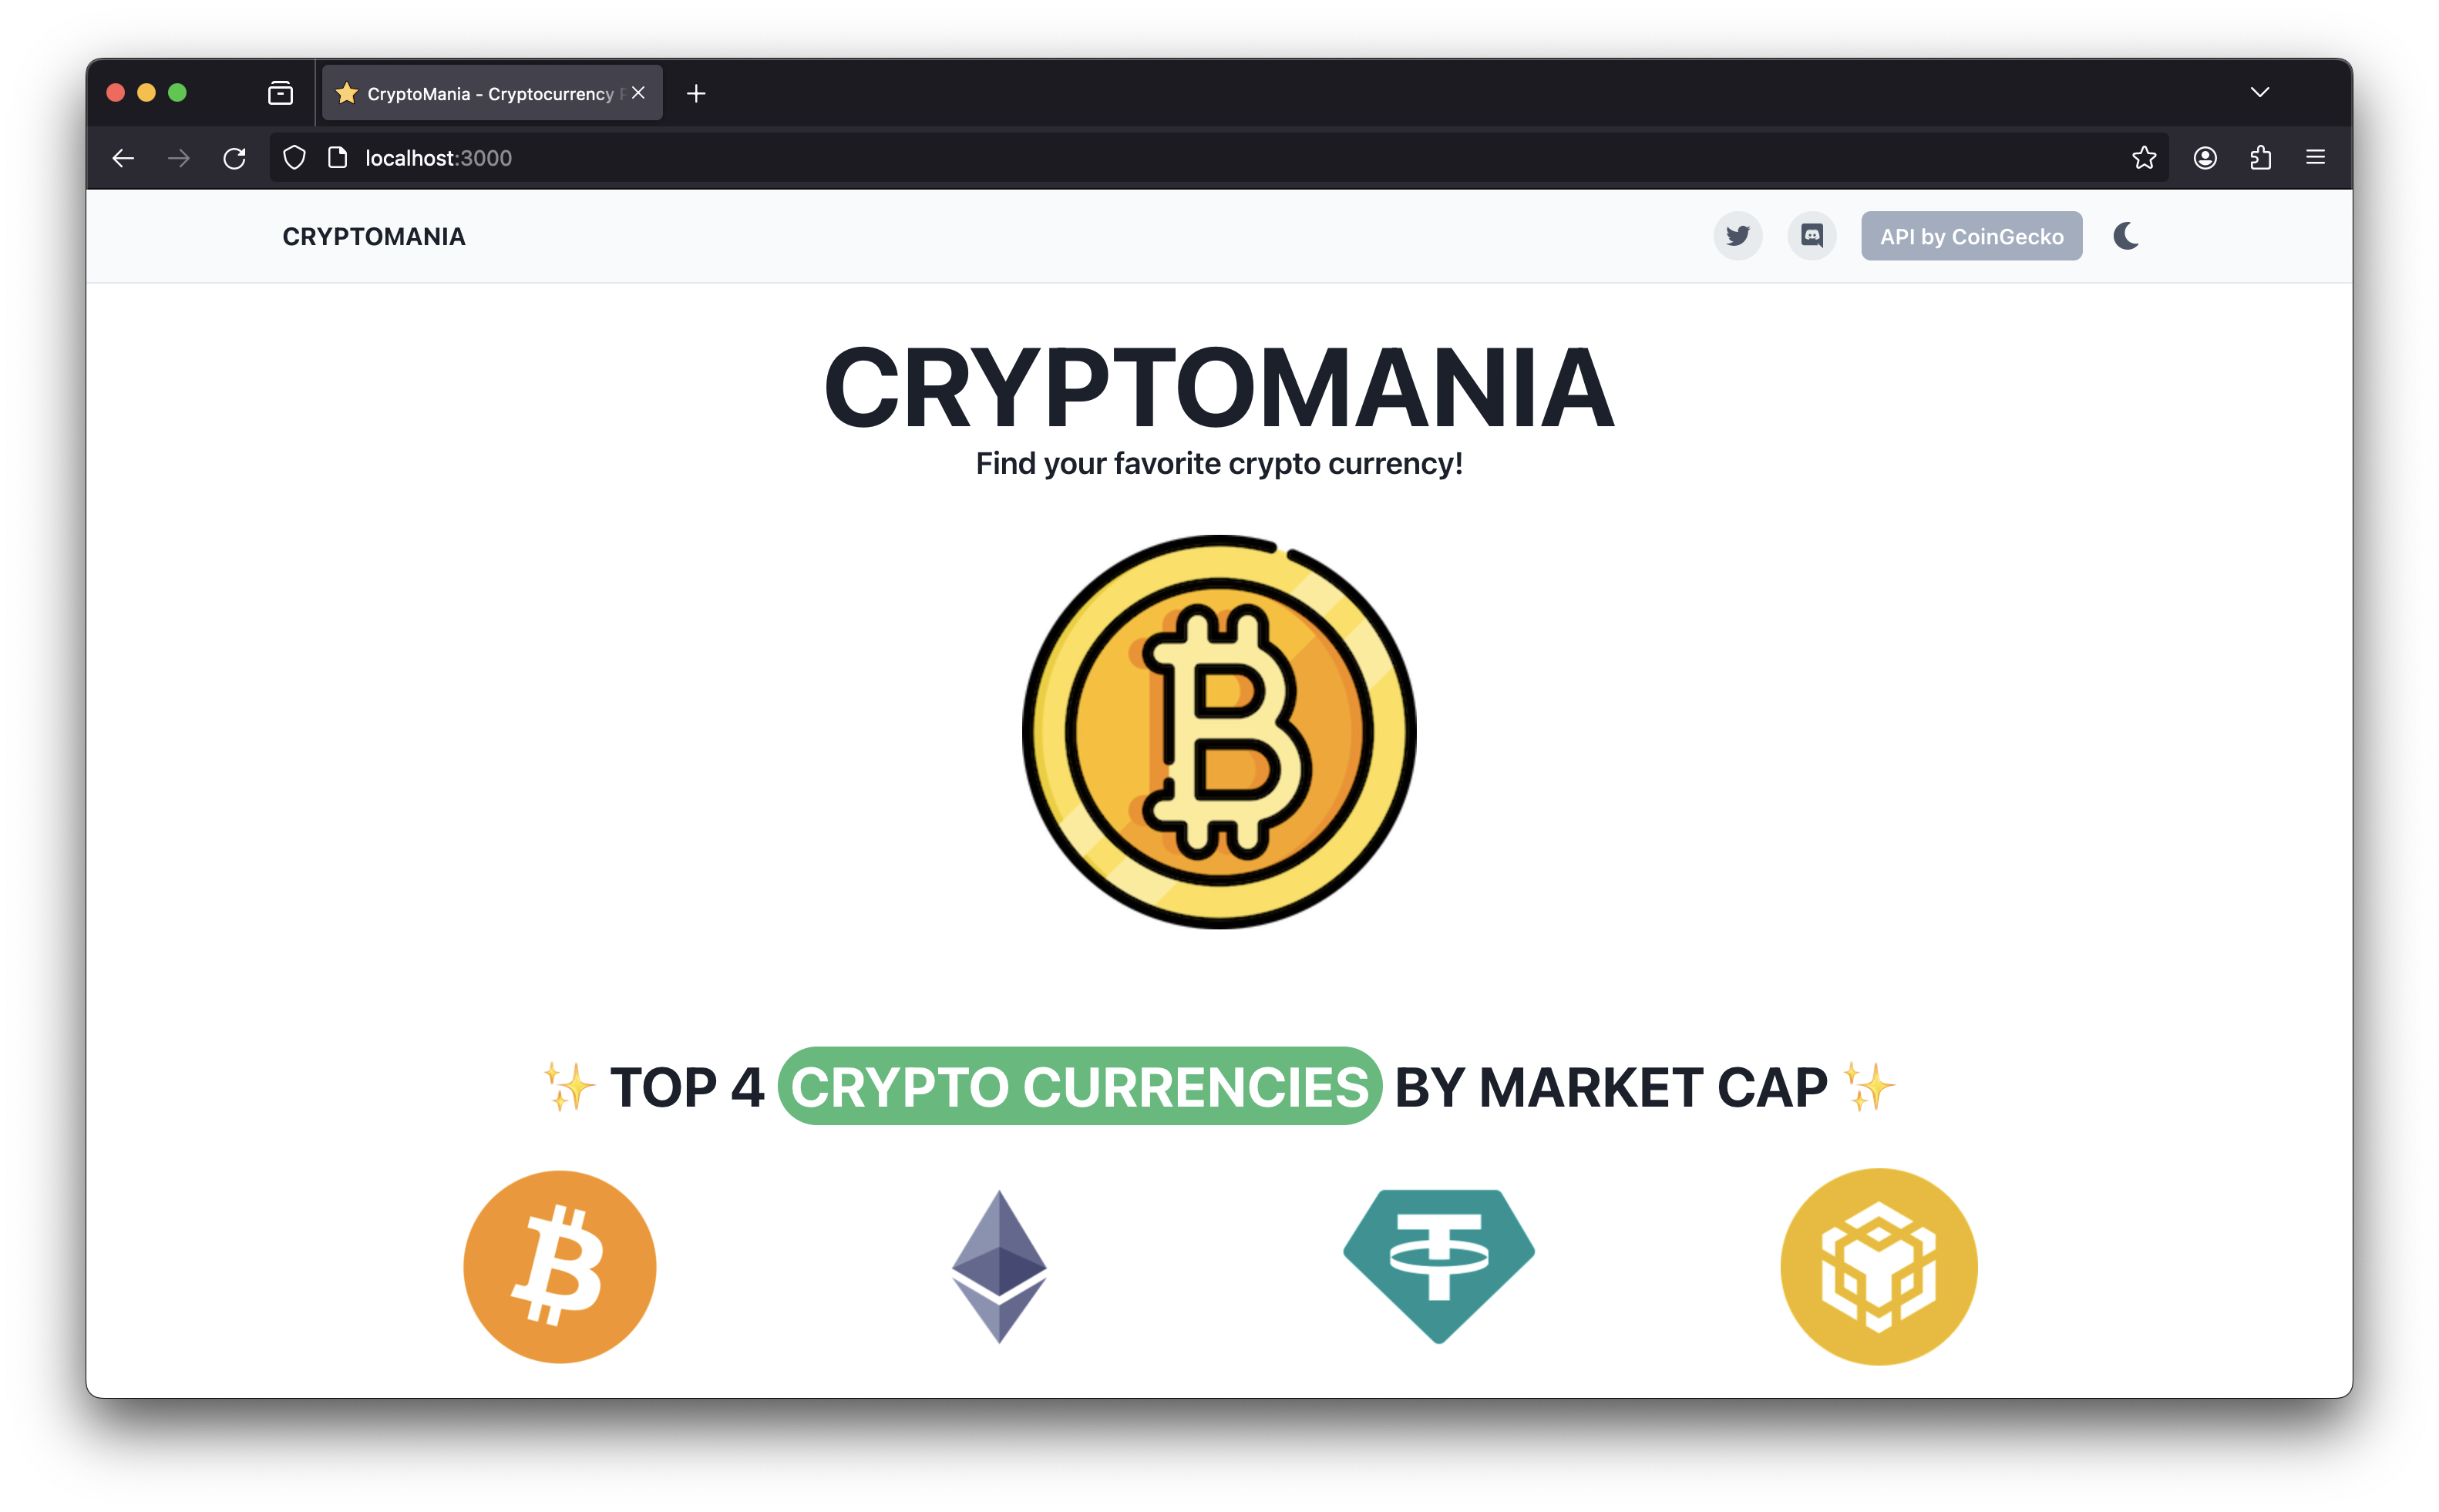 CryptoMania - Cryptocurrency
localhost:3000
CRYPTOMANIA
API by CoinGecko
CRYPTOMANIA
Find your favorite crypto currency!
✨ TOP 4 CRYPTO CURRENCIES BY MARKET CAP ✨